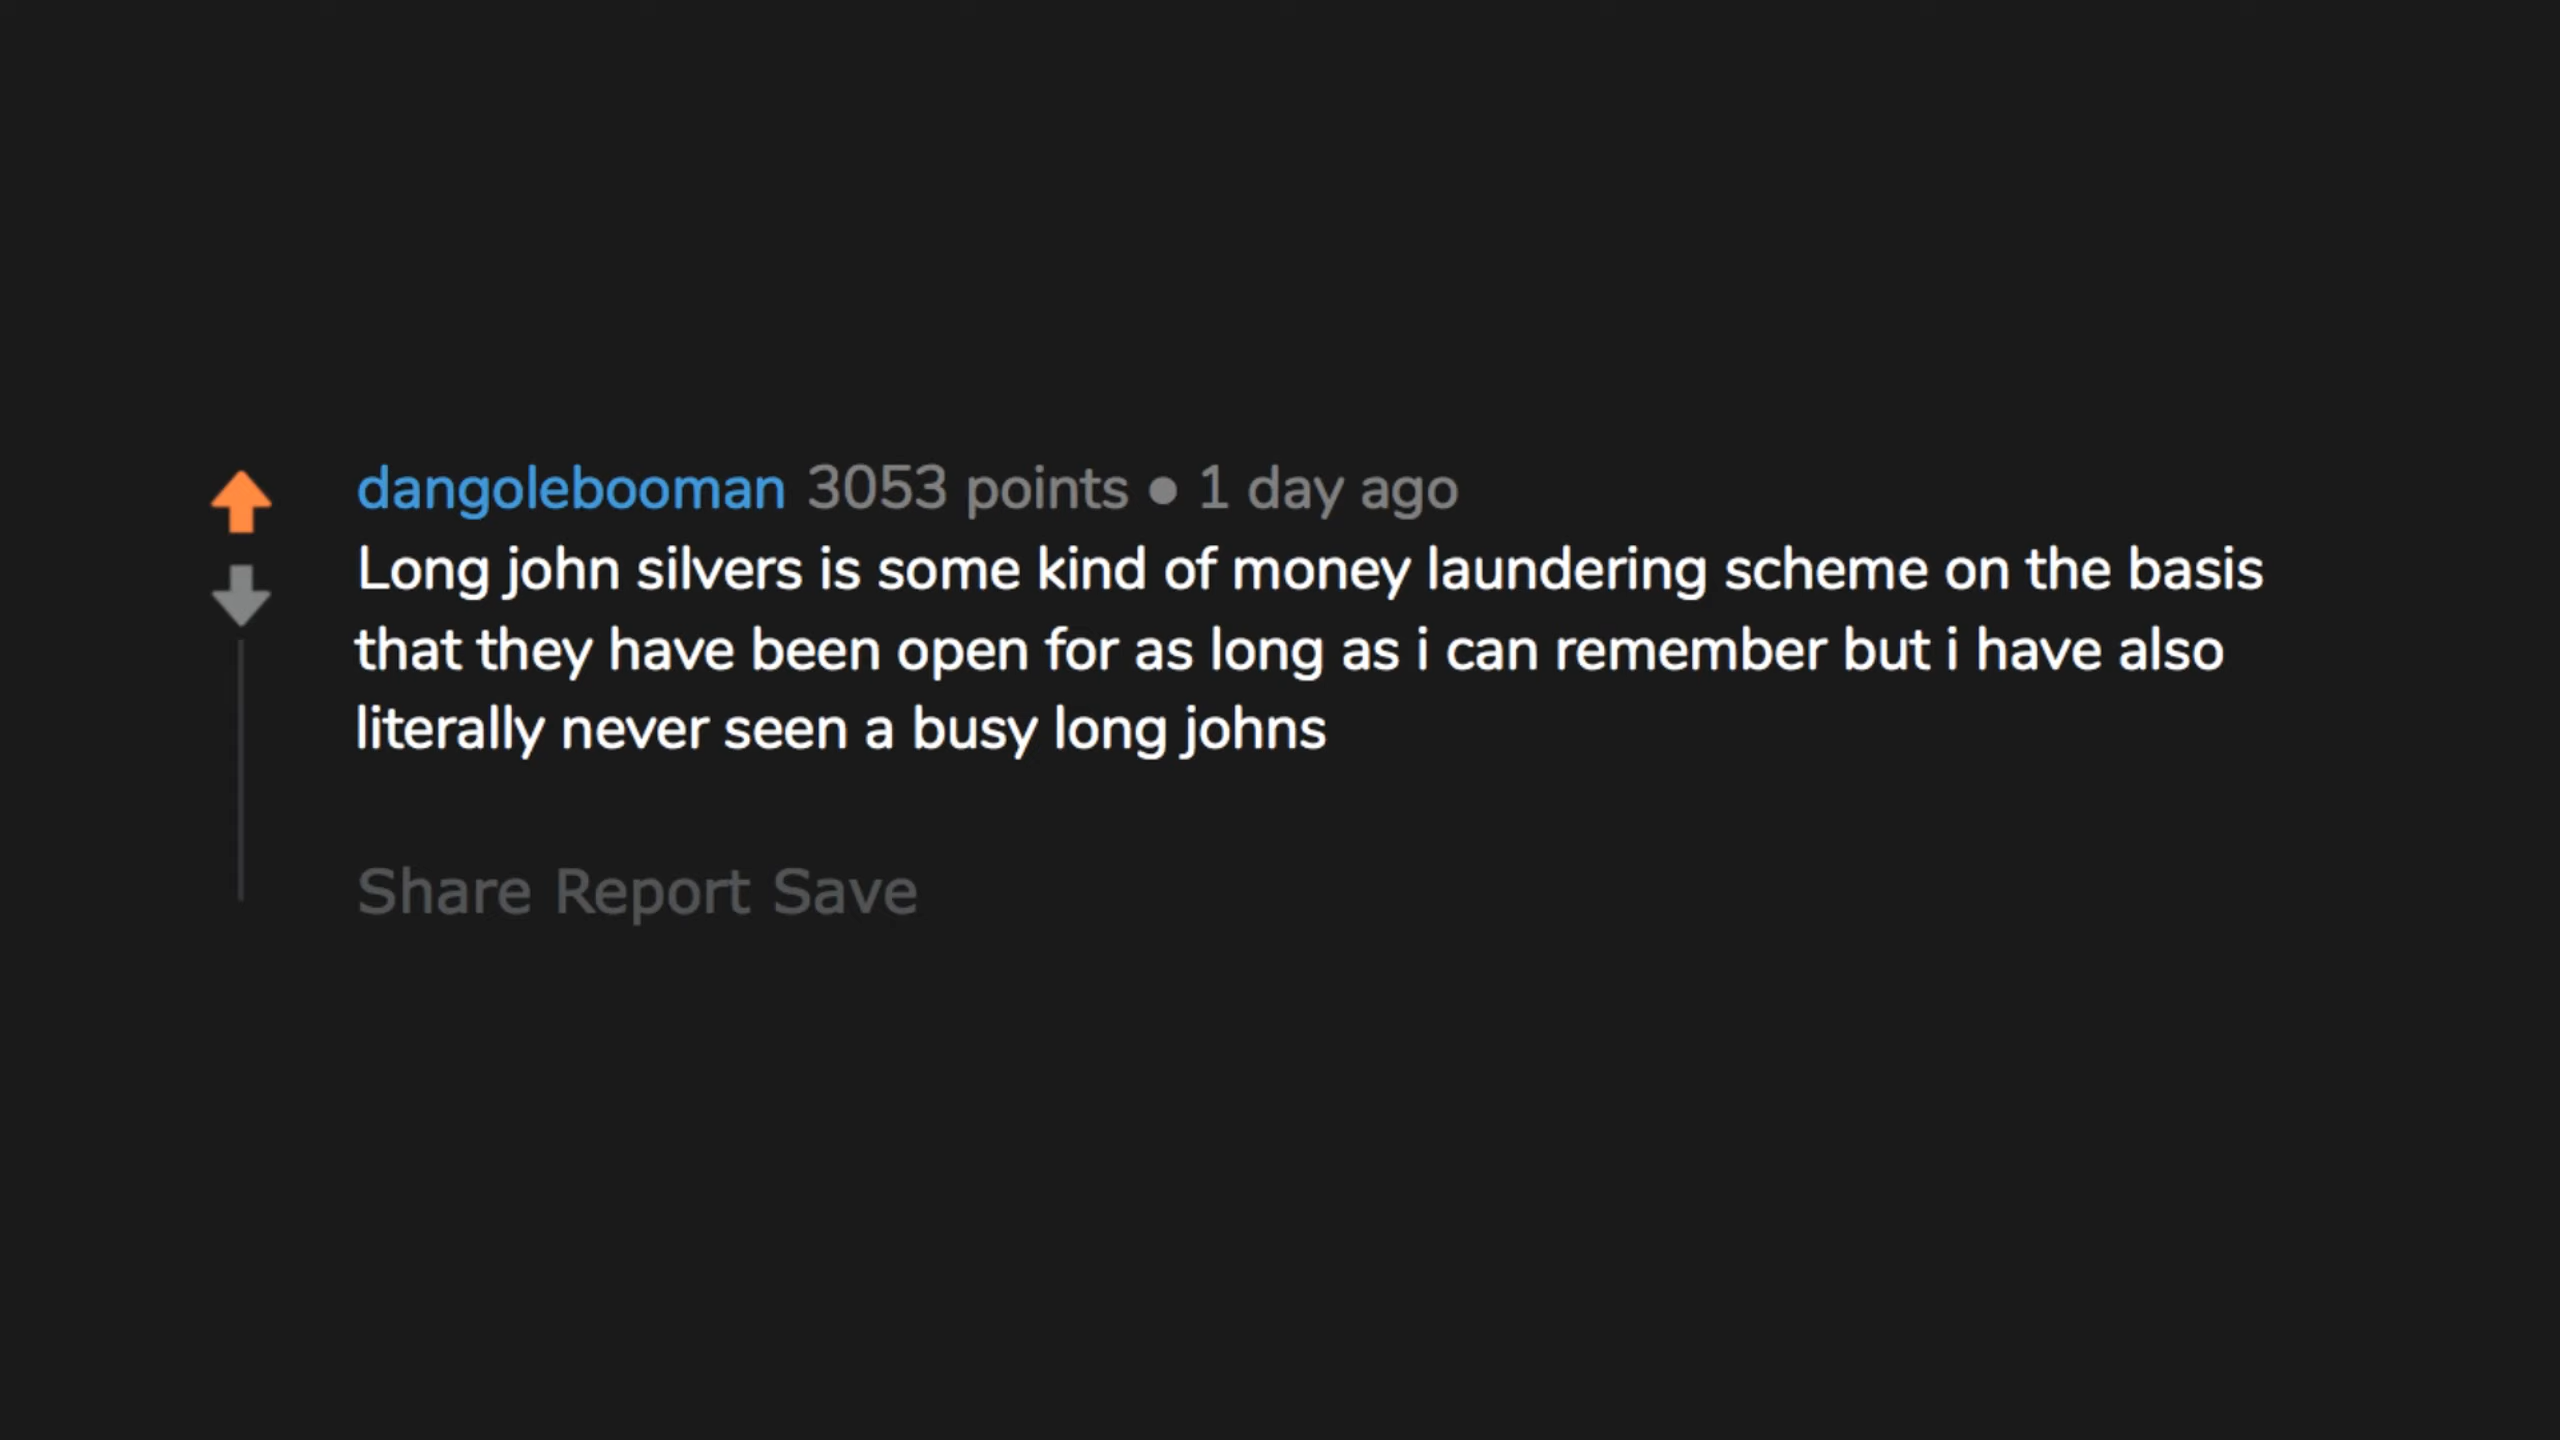 dangolebooman 3053 points ● 1 day ago
Long john silvers is some kind of money laundering scheme on the basis
that they have been open for as long as i can remember but i have also
literally never seen a busy long johns
Share Report Save